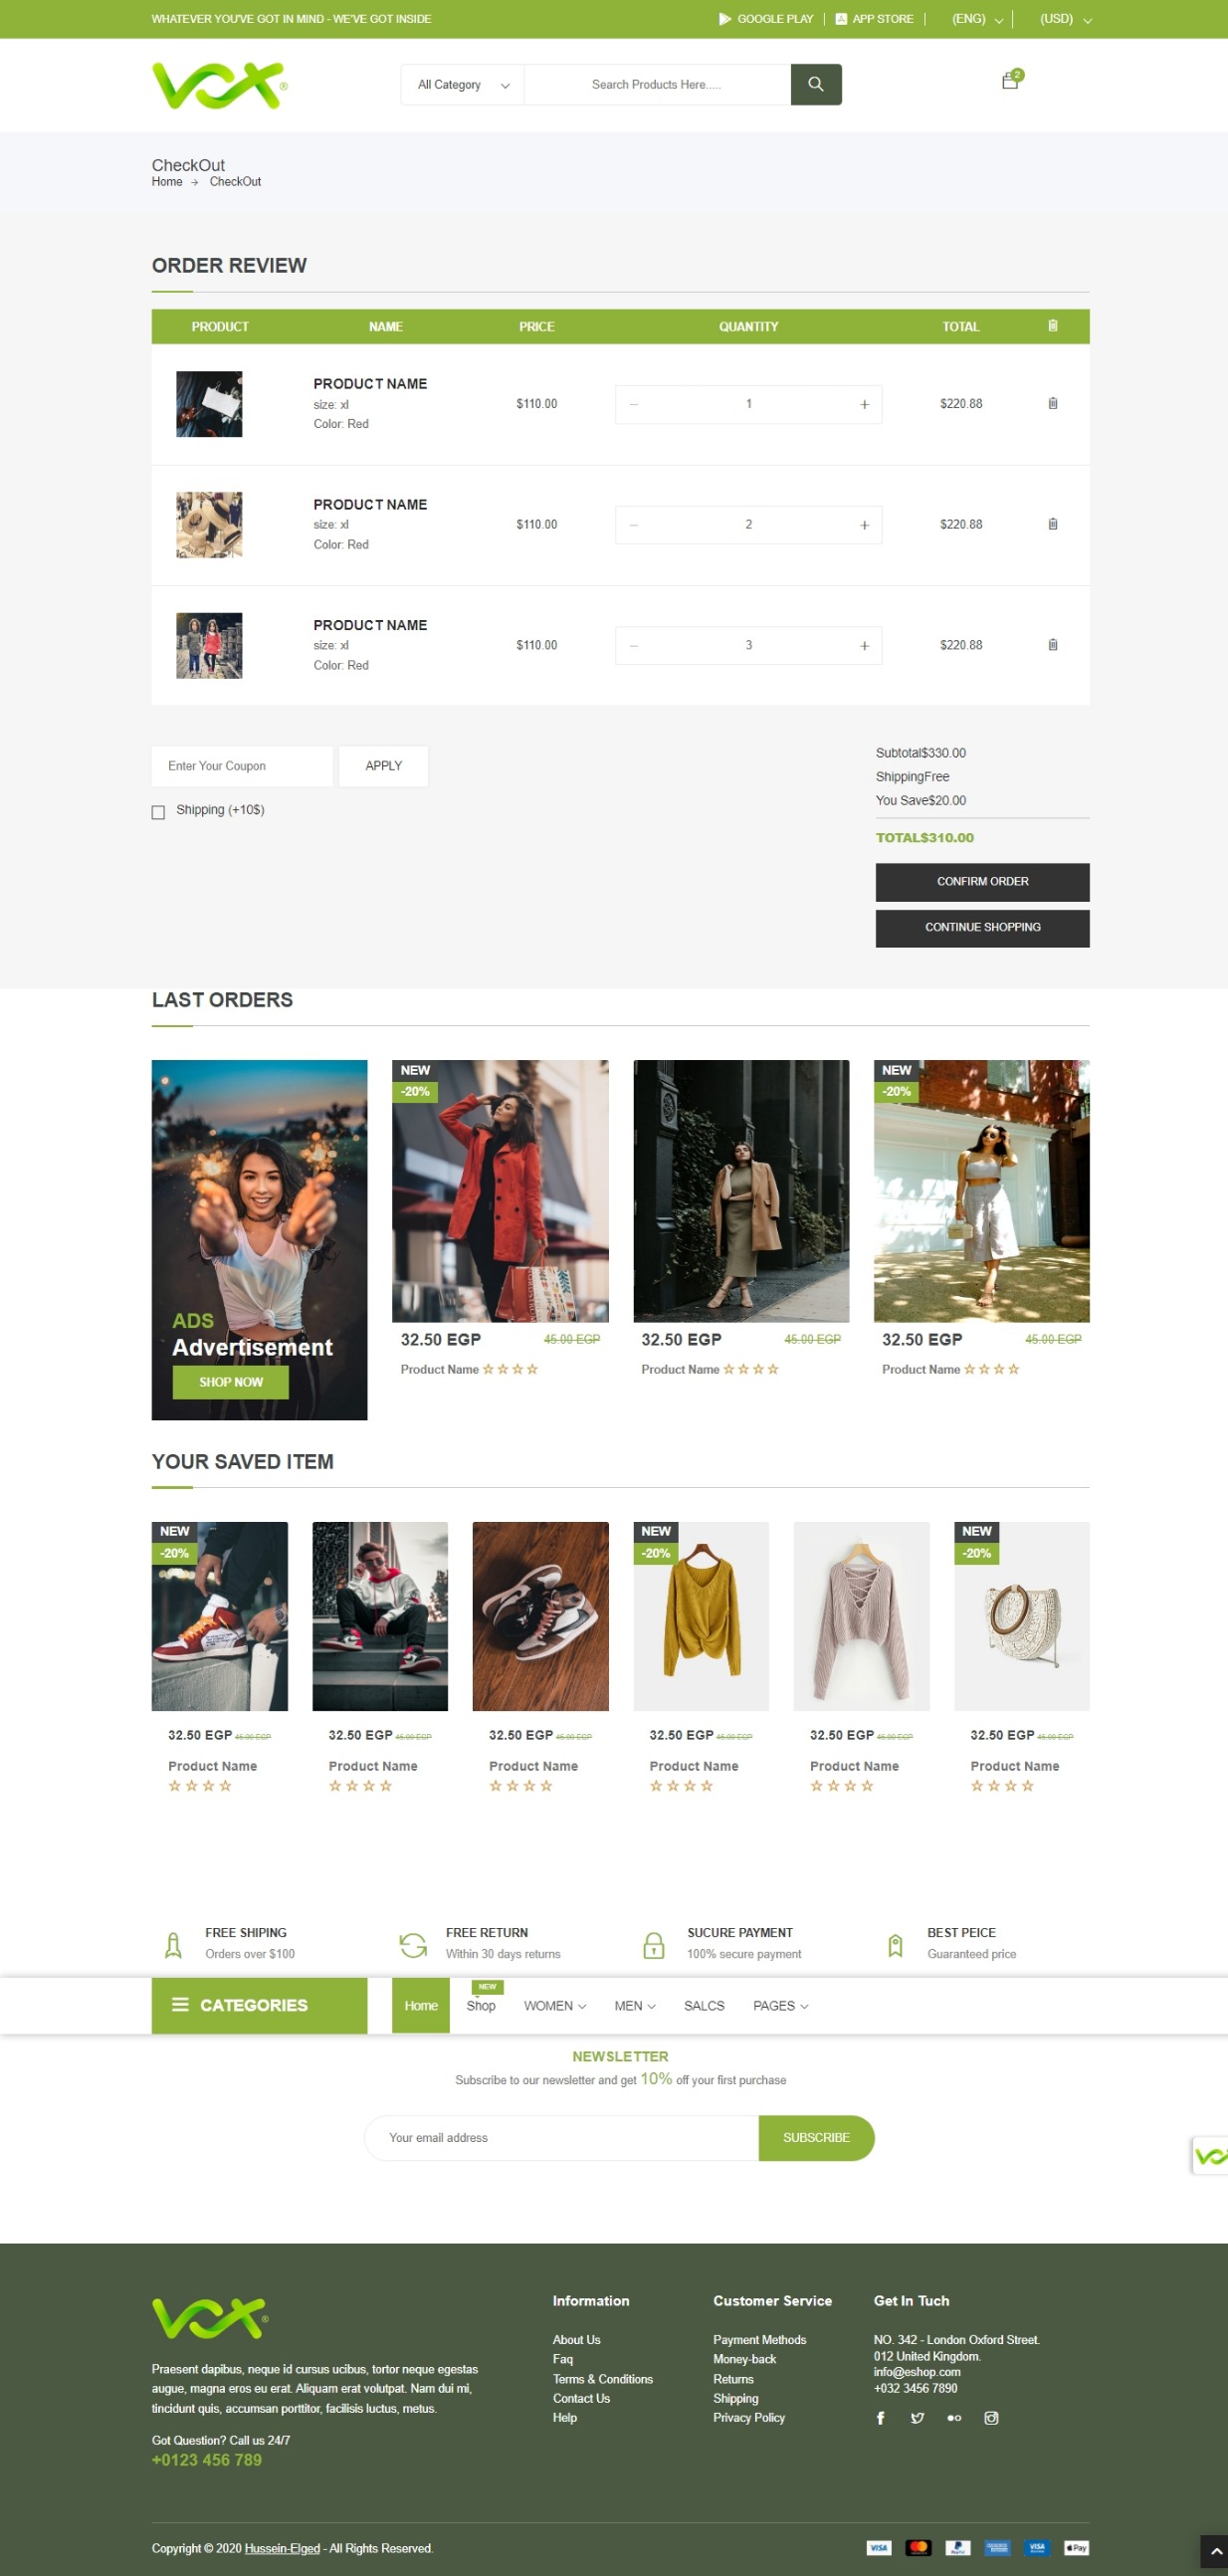 WHATEVER YOU'VE GOT IN MIND - WE'VE GOT INSIDE
GOOGLE PLAY
APP STORE
(ENG)
(USD)
VOX®
All Category
Search Products Here.....
2
CheckOut
Home → CheckOut
ORDER REVIEW
PRODUCT NAME PRICE QUANTITY TOTAL
PRODUCT NAME
size: xl
Color: Red
$110.00
− 1 +
$220.88
PRODUCT NAME
size: xl
Color: Red
$110.00
− 2 +
$220.88
PRODUCT NAME
size: xl
Color: Red
$110.00
− 3 +
$220.88
Enter Your Coupon
APPLY
Shipping (+10$)
Subtotal$330.00
ShippingFree
You Save$20.00
TOTAL$310.00
CONFIRM ORDER
CONTINUE SHOPPING
LAST ORDERS
ADS
Advertisement
SHOP NOW
NEW
-20%
32.50 EGP 45.00 EGP
Product Name
32.50 EGP 45.00 EGP
Product Name
NEW
-20%
32.50 EGP 45.00 EGP
Product Name
YOUR SAVED ITEM
NEW
-20%
32.50 EGP 45.00 EGP
Product Name
32.50 EGP 45.00 EGP
Product Name
32.50 EGP 45.00 EGP
Product Name
NEW
-20%
32.50 EGP 45.00 EGP
Product Name
32.50 EGP 45.00 EGP
Product Name
NEW
-20%
32.50 EGP 45.00 EGP
Product Name
FREE SHIPING
Orders over $100
FREE RETURN
Within 30 days returns
SUCURE PAYMENT
100% secure payment
BEST PEICE
Guaranteed price
CATEGORIES
Home
NEW
Shop
WOMEN
MEN
SALCS
PAGES
NEWSLETTER
Subscribe to our newsletter and get 10% off your first purchase
Your email address
SUBSCRIBE
VOX®
Praesent dapibus, neque id cursus ucibus, tortor neque egestas
augue, magna eros eu erat. Aliquam erat volutpat. Nam dui mi,
tincidunt quis, accumsan porttitor, facilisis luctus, metus.
Got Question? Call us 24/7
+0123 456 789
Information
About Us
Faq
Terms & Conditions
Contact Us
Help
Customer Service
Payment Methods
Money-back
Returns
Shipping
Privacy Policy
Get In Tuch
NO. 342 - London Oxford Street.
012 United Kingdom.
info@eshop.com
+032 3456 7890
Copyright © 2020 Hussein-Elged - All Rights Reserved.
VISA
PayPal
VISA
Pay